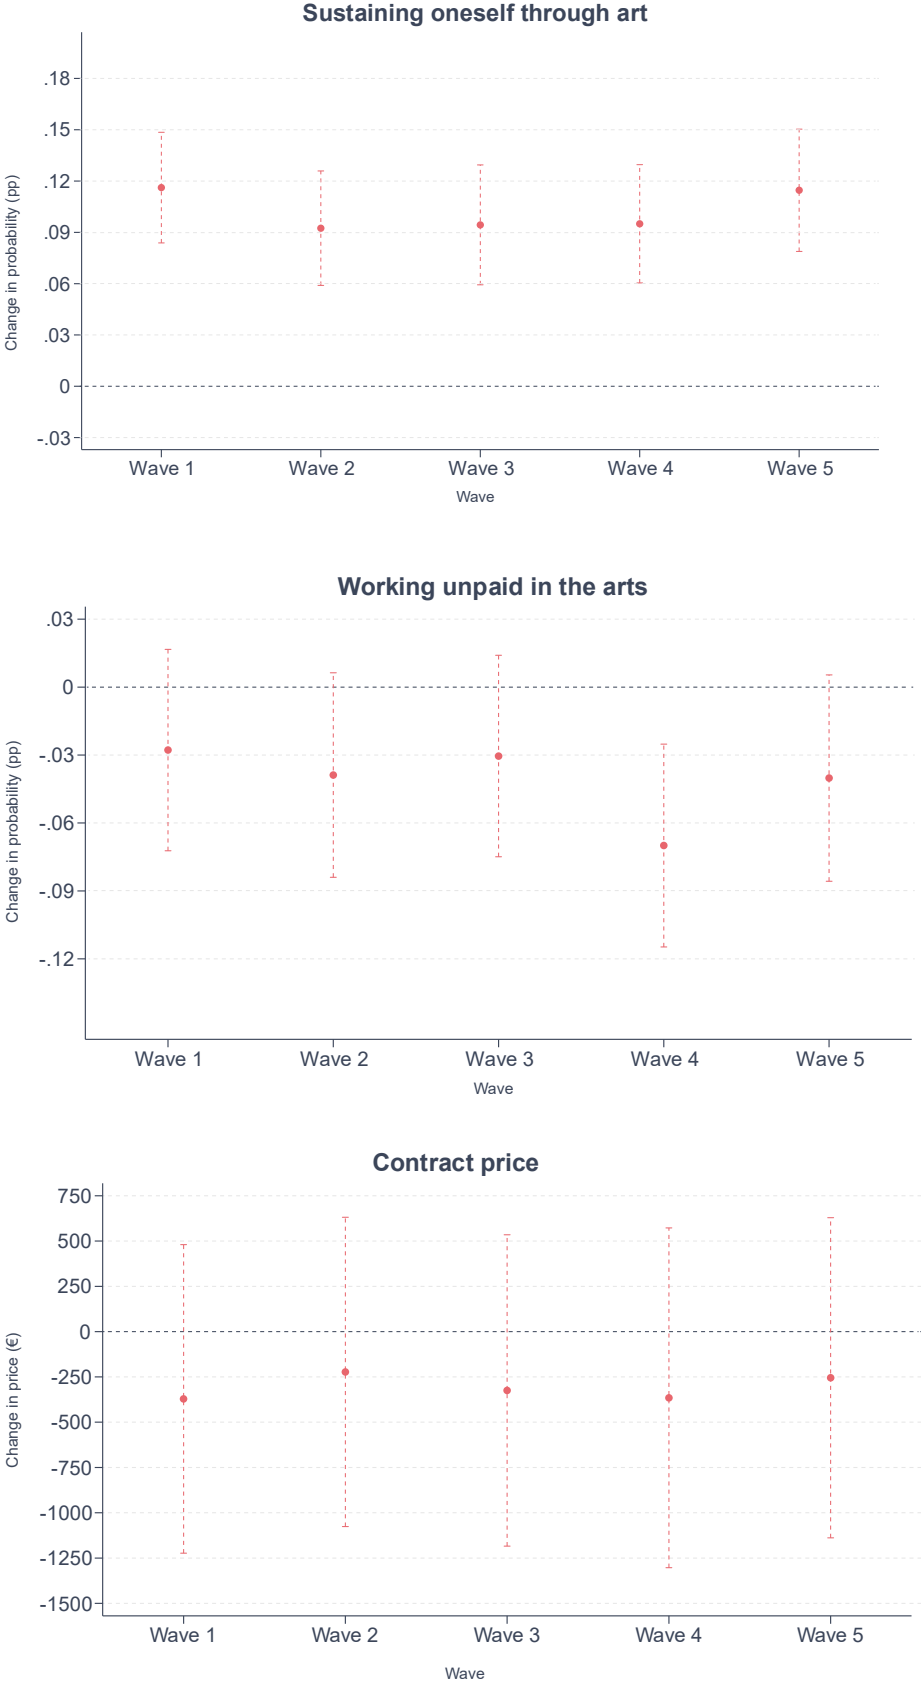 Sustaining oneself through art
Change in probability (pp)
.18
.15
.12
.09
.06
.03
0
-.03
Wave 1 Wave 2 Wave 3 Wave 4 Wave 5
Wave
Working unpaid in the arts
Change in probability (pp)
.03
0
-.03
-.06
-.09
-.12
Wave 1 Wave 2 Wave 3 Wave 4 Wave 5
Wave
Contract price
Change in price (€)
750
500
250
0
-250
-500
-750
-1000
-1250
-1500
Wave 1 Wave 2 Wave 3 Wave 4 Wave 5
Wave